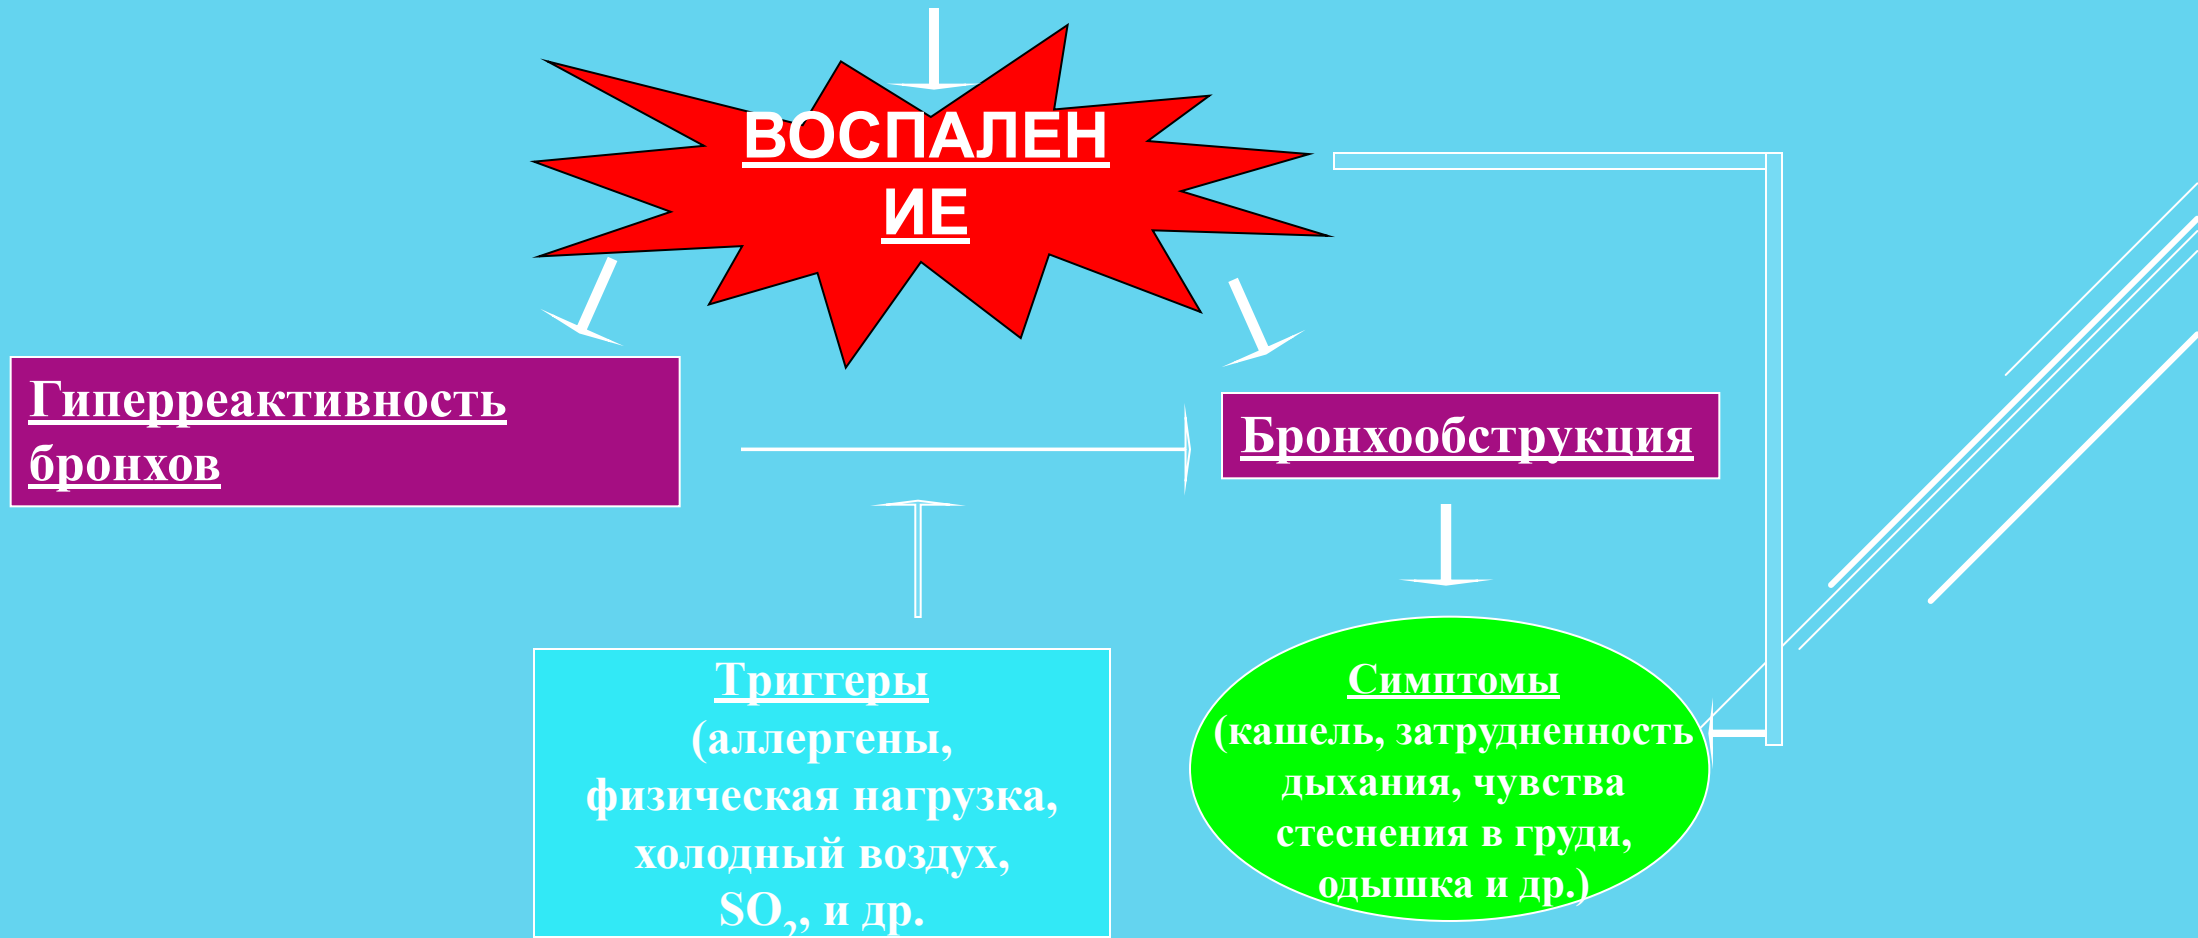 ВОСПАЛЕН
ИЕ
Гиперреактивность
бронхов
Бронхообструкция
Триггеры
(аллергены,
физическая нагрузка,
холодный воздух,
SO₂, и др.
Симптомы
(кашель, затрудненность
дыхания, чувства
стеснения в груди,
одышка и др.)